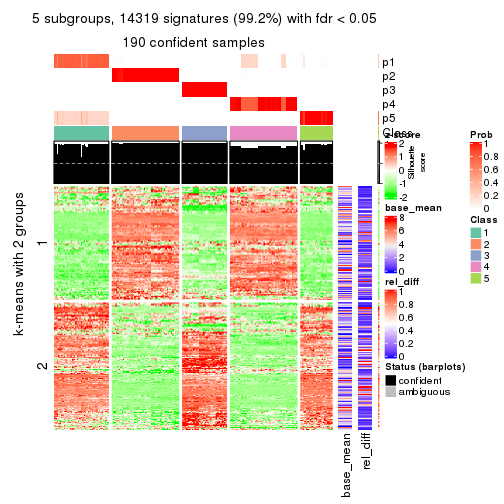 5 subgroups, 14319 signatures (99.2%) with fdr < 0.05
190 confident samples
p1
p2
p3
p4
p5
Class
z-score
2
1
0
-1
-2
Silhouette
score
base_mean
8
6
4
2
0
rel_diff
1
0.8
0.6
0.4
0.2
0
Prob
1
0.8
0.6
0.4
0.2
0
Class
1
2
3
4
5
Status (barplots)
confident
ambiguous
k-means with 2 groups
1
2
base_mean
rel_diff